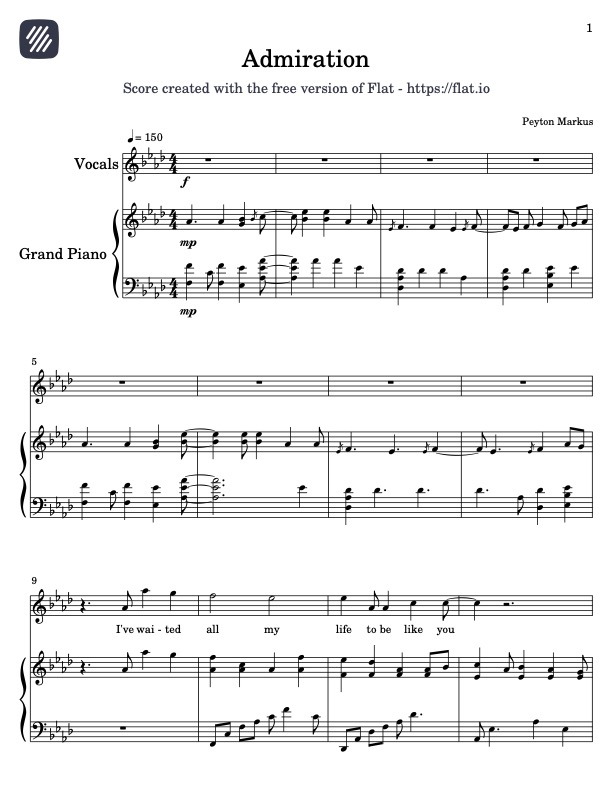 1
Admiration
Score created with the free version of Flat - https://flat.io
Peyton Markus
= 150
Vocals
f
mp
Grand Piano
mp
5
9
I've wai - ted all my life to be like you